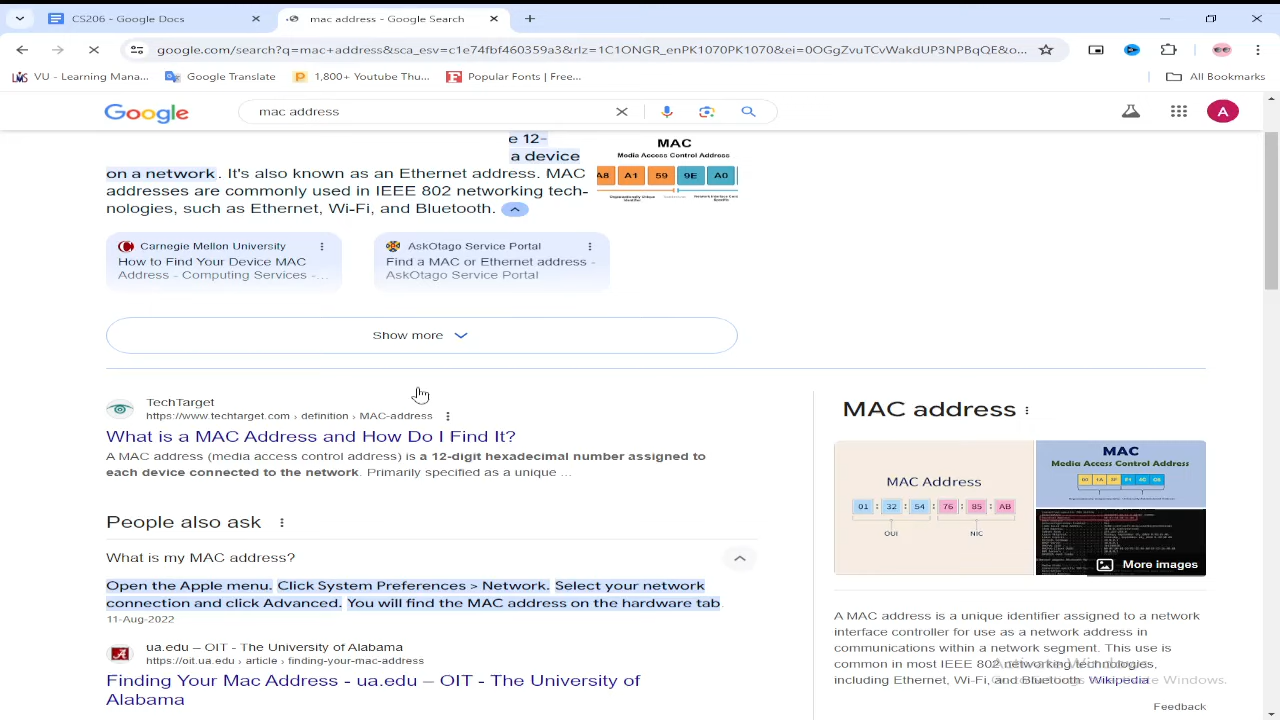 CS206 - Google Docs
mac address - Google Search
google.com/search?q=mac+address&sca_esv=c1e74fbf460359a3&rlz=1C1ONGR_enPK1070PK1070&ei=0OGgZvuTCvWakdUP3NPBqQE&o...
VU - Learning Mana...
Google Translate
1,800+ Youtube Thu...
Popular Fonts | Free...
All Bookmarks
Google
mac address
A
e 12-
a device
on a network. It's also known as an Ethernet address. MAC
addresses are commonly used in IEEE 802 networking tech-
nologies, such as Ethernet, Wi-Fi, and Bluetooth.
MAC
Media Access Control Address
A8 A1 59 9E A0
Carnegie Mellon University
How to Find Your Device MAC
Address - Computing Services - ...
AskOtago Service Portal
Find a MAC or Ethernet address -
AskOtago Service Portal
Show more
TechTarget
https://www.techtarget.com › definition › MAC-address
What is a MAC Address and How Do I Find It?
A MAC address (media access control address) is a 12-digit hexadecimal number assigned to
each device connected to the network. Primarily specified as a unique ...
People also ask
What is my MAC address?
Open the Apple menu. Click System Preferences > Network. Select your network
connection and click Advanced. You will find the MAC address on the hardware tab.
11-Aug-2022
ua.edu – OIT - The University of Alabama
https://oit.ua.edu › article › finding-your-mac-address
Finding Your Mac Address - ua.edu – OIT - The University of
Alabama
MAC address
MAC Address
01 : 32 : 54 : 76 : 85 : AB
OUI NIC
MAC
Media Access Control Address
More images
A MAC address is a unique identifier assigned to a network
interface controller for use as a network address in
communications within a network segment. This use is
common in most IEEE 802 networking technologies,
including Ethernet, Wi-Fi, and Bluetooth. Wikipedia
Activate Windows
Go to Settings to activate Windows.
Feedback